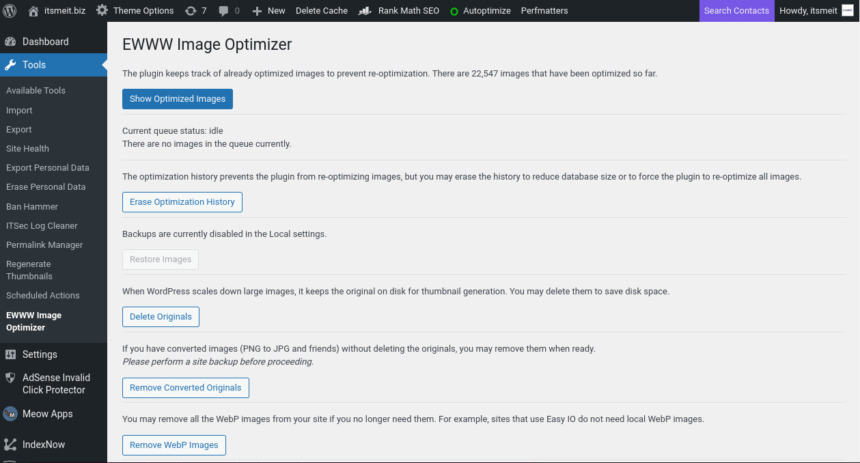 itsmeit.biz Theme Options 7 0 New Delete Cache Rank Math SEO Autoptimize Perfmatters Search Contacts Howdy, itsmeit
Dashboard
Tools
Available Tools
Import
Export
Site Health
Export Personal Data
Erase Personal Data
Ban Hammer
ITSec Log Cleaner
Permalink Manager
Regenerate
Thumbnails
Scheduled Actions
EWWW Image
Optimizer
Settings
AdSense Invalid
Click Protector
Meow Apps
IndexNow
EWWW Image Optimizer
The plugin keeps track of already optimized images to prevent re-optimization. There are 22,547 images that have been optimized so far.
Show Optimized Images
Current queue status: idle
There are no images in the queue currently.
The optimization history prevents the plugin from re-optimizing images, but you may erase the history to reduce database size or to force the plugin to re-optimize all images.
Erase Optimization History
Backups are currently disabled in the Local settings.
Restore Images
When WordPress scales down large images, it keeps the original on disk for thumbnail generation. You may delete them to save disk space.
Delete Originals
If you have converted images (PNG to JPG and friends) without deleting the originals, you may remove them when ready.
Please perform a site backup before proceeding.
Remove Converted Originals
You may remove all the WebP images from your site if you no longer need them. For example, sites that use Easy IO do not need local WebP images.
Remove WebP Images